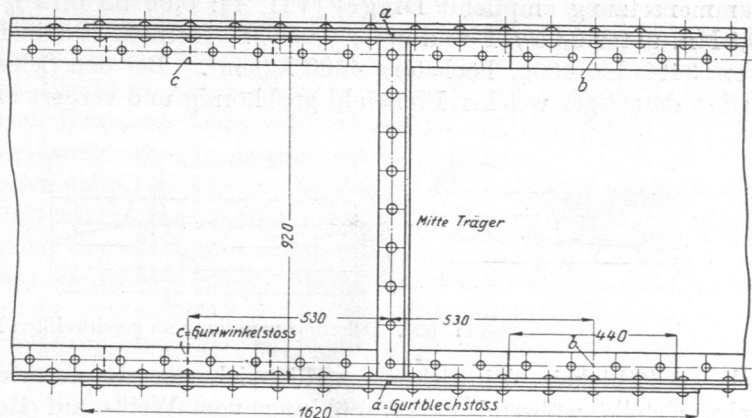 a
c
b
920
Mitte Träger
530
530
c=Gurtwinkelstoss
440
b
a=Gurtblechstoss
1620